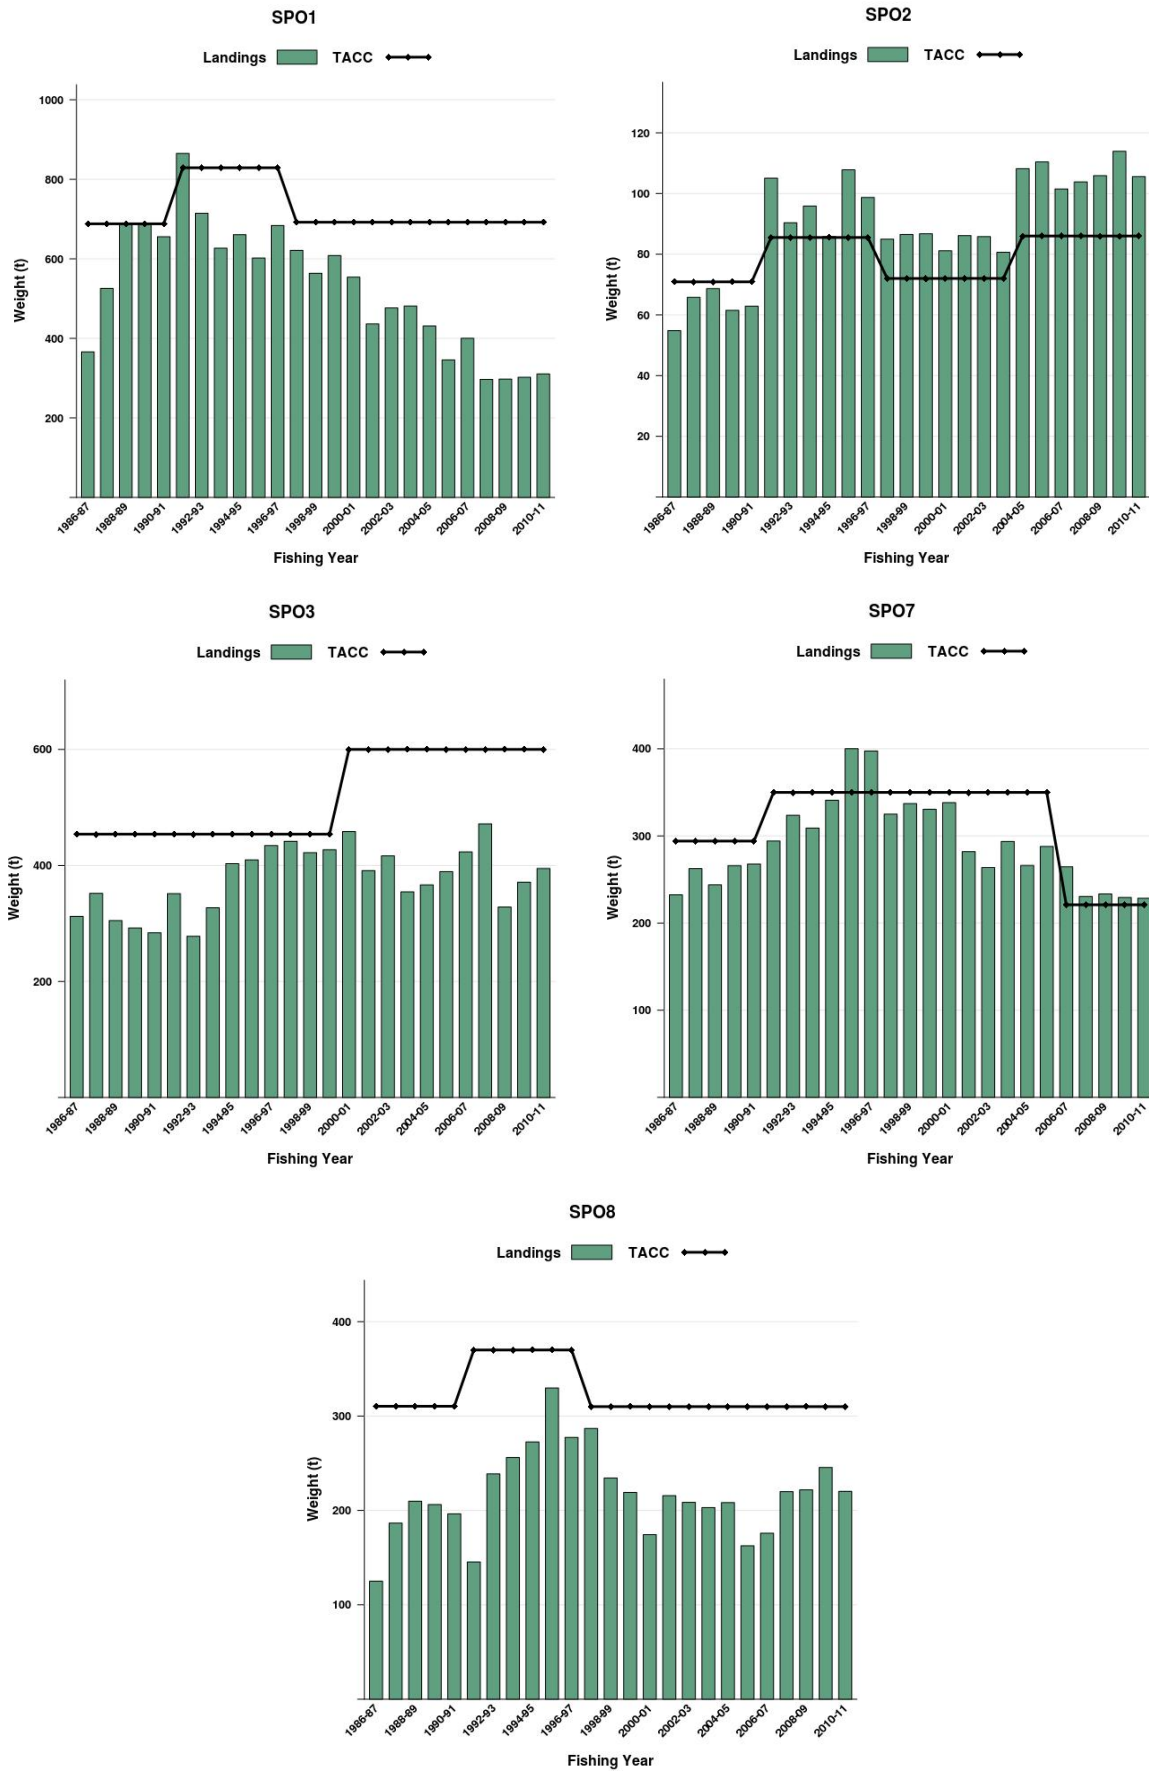 SPO1
Landings TACC
1000
800
600
400
200
Weight (t)
1986-87 1988-89 1990-91 1992-93 1994-95 1996-97 1998-99 2000-01 2002-03 2004-05 2006-07 2008-09 2010-11
Fishing Year
SPO2
Landings TACC
120
100
80
60
40
20
Weight (t)
1986-87 1988-89 1990-91 1992-93 1994-95 1996-97 1998-99 2000-01 2002-03 2004-05 2006-07 2008-09 2010-11
Fishing Year
SPO3
Landings TACC
600
400
200
Weight (t)
1986-87 1988-89 1990-91 1992-93 1994-95 1996-97 1998-99 2000-01 2002-03 2004-05 2006-07 2008-09 2010-11
Fishing Year
SPO7
Landings TACC
400
300
200
100
Weight (t)
1986-87 1988-89 1990-91 1992-93 1994-95 1996-97 1998-99 2000-01 2002-03 2004-05 2006-07 2008-09 2010-11
Fishing Year
SPO8
Landings TACC
400
300
200
100
Weight (t)
1986-87 1988-89 1990-91 1992-93 1994-95 1996-97 1998-99 2000-01 2002-03 2004-05 2006-07 2008-09 2010-11
Fishing Year